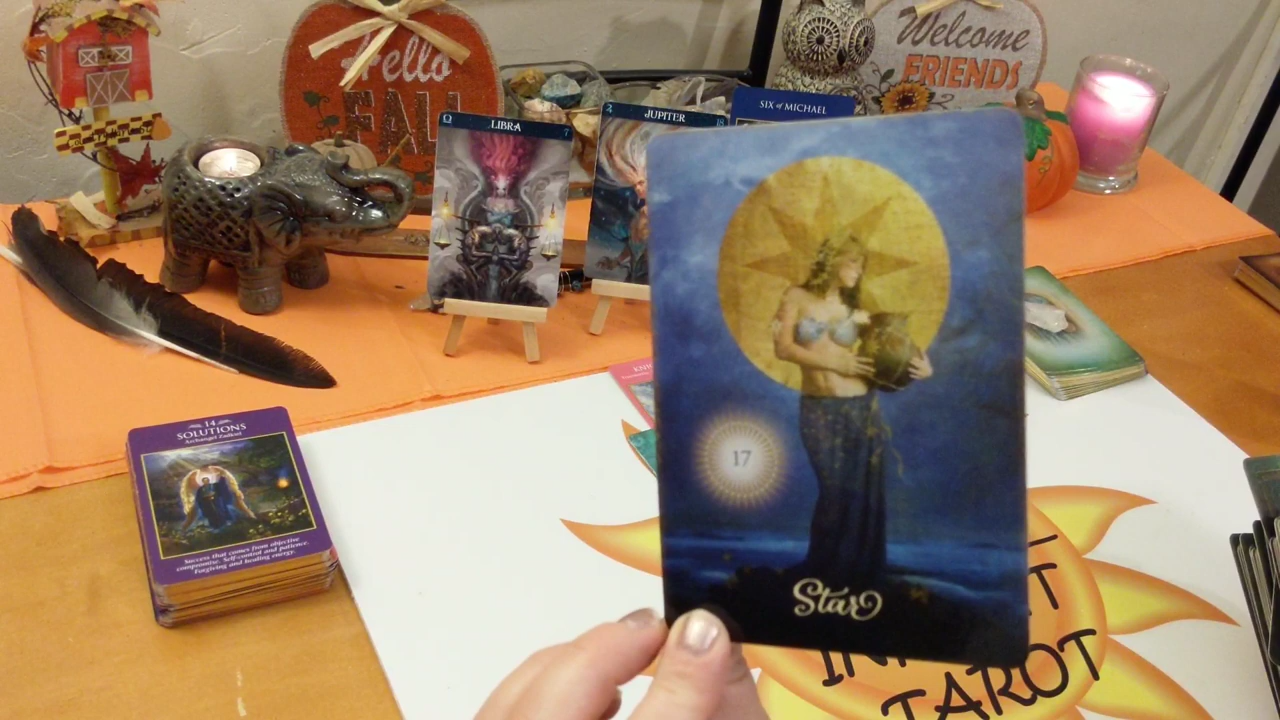 Hello
FALL
Welcome
FRIENDS
LIBRA
JUPITER
18
SIX of MICHAEL
14
SOLUTIONS
Archangel Zadkiel
Success that comes from objective
compromise. Self-control and patience.
Forgiving and healing energy.
17
Star
TAROT